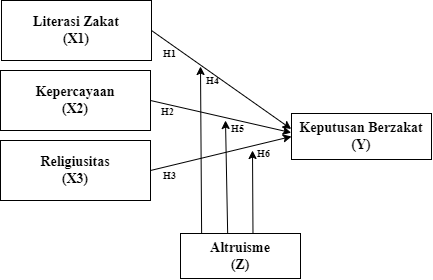 Literasi Zakat
(X1)
H1
H4
Kepercayaan
(X2)
H2
H5
Keputusan Berzakat
(Y)
Religiusitas
(X3)
H3
H6
Altruisme
(Z)